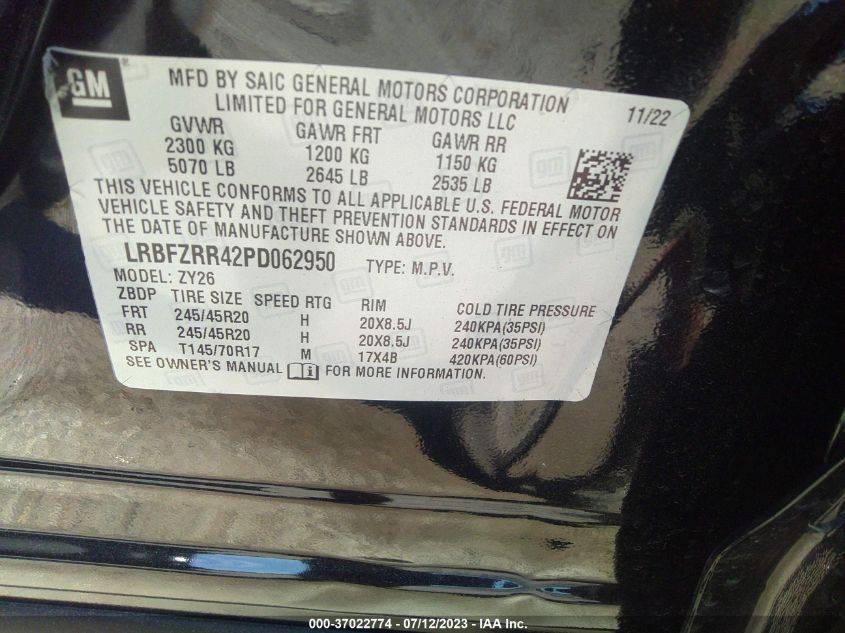 GM
MFD BY SAIC GENERAL MOTORS CORPORATION
LIMITED FOR GENERAL MOTORS LLC
11/22
GVWR GAWR FRT GAWR RR
2300 KG 1200 KG 1150 KG
5070 LB 2645 LB 2535 LB
THIS VEHICLE CONFORMS TO ALL APPLICABLE U.S. FEDERAL MOTOR
VEHICLE SAFETY AND THEFT PREVENTION STANDARDS IN EFFECT ON
THE DATE OF MANUFACTURE SHOWN ABOVE.
LRBFZRR42PD062950 TYPE: M.P.V.
MODEL: ZY26
ZBDP TIRE SIZE SPEED RTG RIM COLD TIRE PRESSURE
FRT 245/45R20 H 20X8.5J 240KPA(35PSI)
RR 245/45R20 H 20X8.5J 240KPA(35PSI)
SPA T145/70R17 M 17X4B 420KPA(60PSI)
SEE OWNER'S MANUAL FOR MORE INFORMATION.
000-37022774 - 07/12/2023 - IAA Inc.